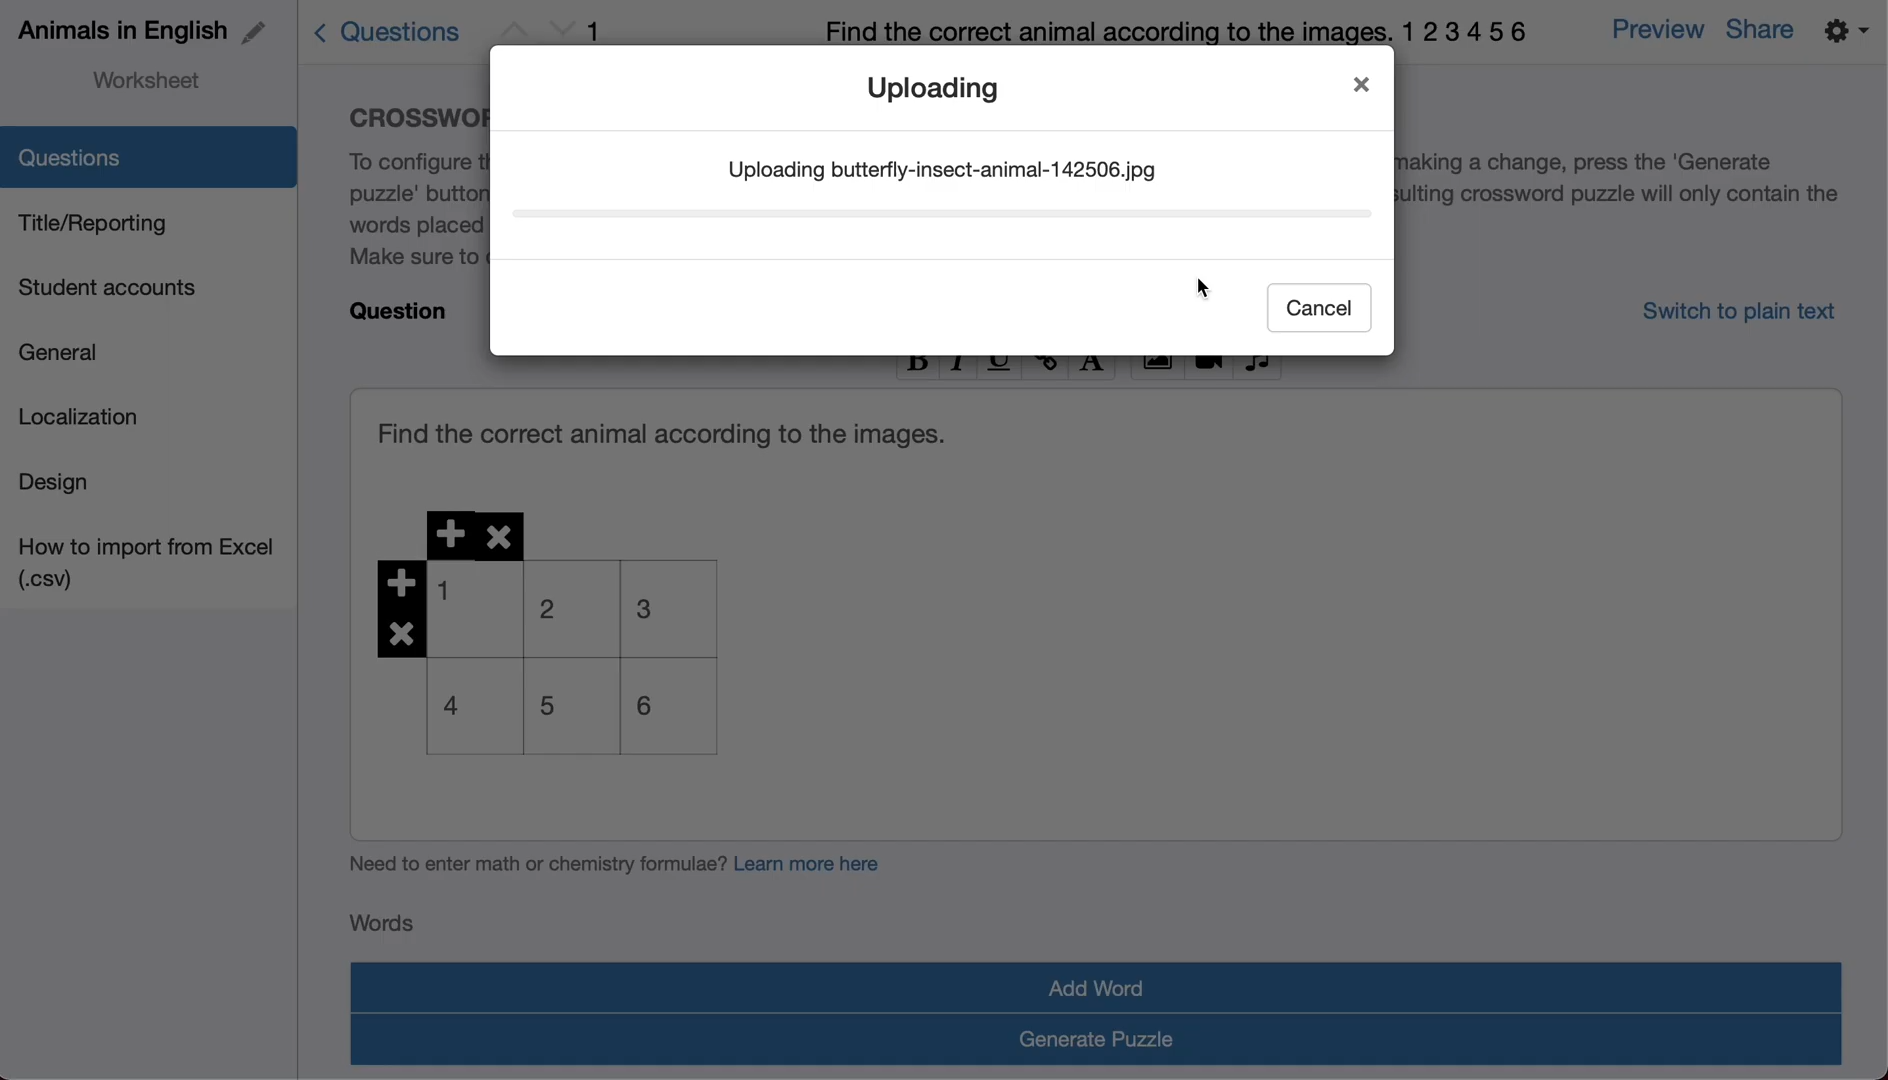 Animals in English
Worksheet
Questions
Title/Reporting
Student accounts
General
Localization
Design
How to import from Excel
(.csv)
Questions
1
Find the correct animal according to the images. 1 2 3 4 5 6
Preview
Share
Uploading
Uploading butterfly-insect-animal-142506.jpg
Cancel
To configure
making a change, press the 'Generate
puzzle' button
crossword puzzle will only contain the
words placed
Make sure to
Question
Switch to plain text
B I U A
Find the correct animal according to the images.
1 2 3
4 5 6
Need to enter math or chemistry formulae? Learn more here
Words
Add Word
Generate Puzzle